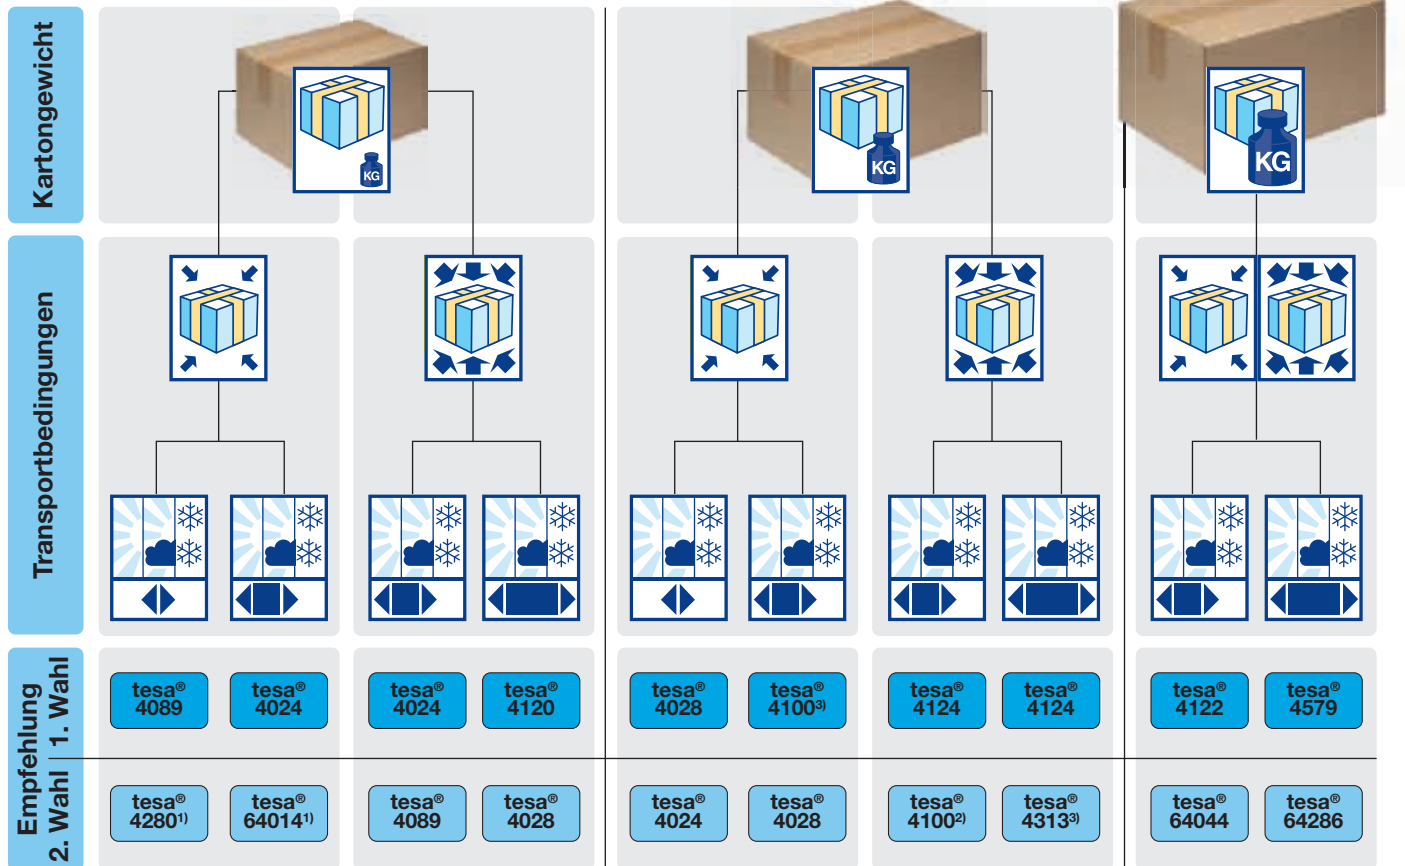 Kartongewicht
KG
KG
KG
Transportbedingungen
Empfehlung
1. Wahl
tesa®
4089
tesa®
4024
tesa®
4024
tesa®
4120
tesa®
4028
tesa®
4100³⁾
tesa®
4124
tesa®
4124
tesa®
4122
tesa®
4579
2. Wahl
tesa®
4280¹⁾
tesa®
64014¹⁾
tesa®
4089
tesa®
4028
tesa®
4024
tesa®
4028
tesa®
4100²⁾
tesa®
4313³⁾
tesa®
64044
tesa®
64286